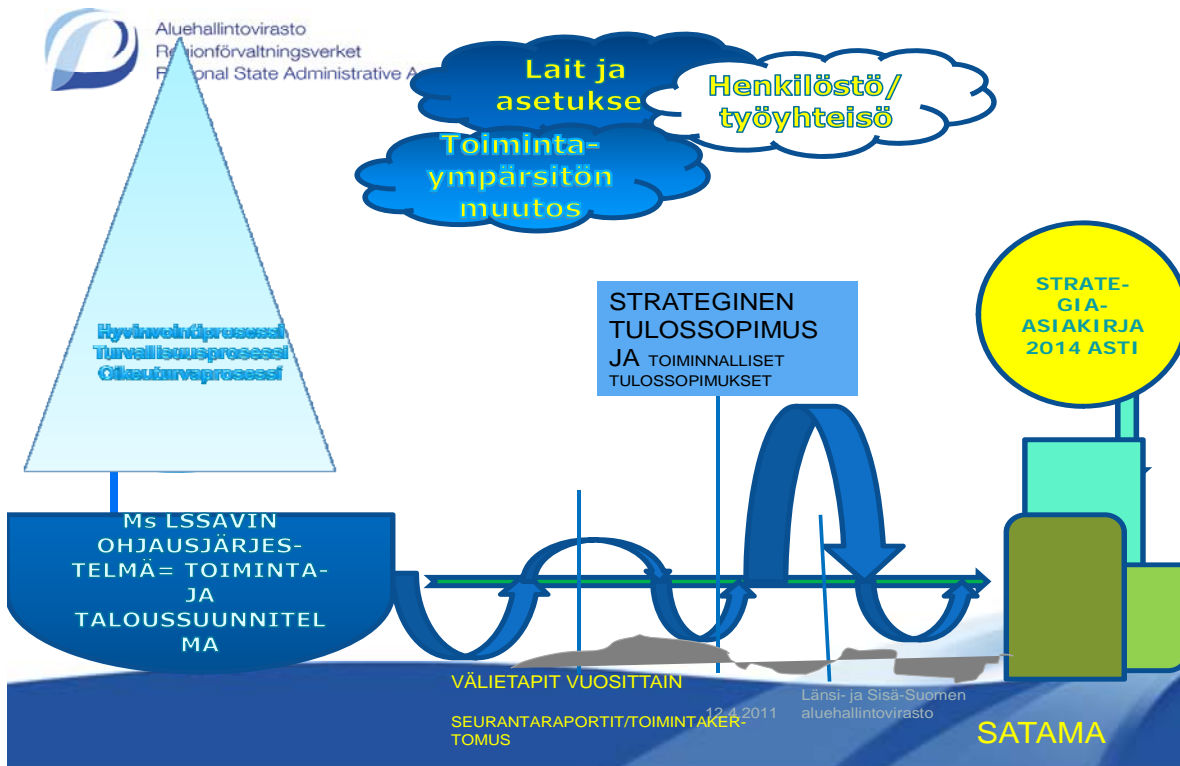 Aluehallintovirasto
Regionförvaltningsverket
Regional State Administrative A
Lait ja
asetukse
Henkilöstö/
työyhteisö
Toiminta-
ympärsitön
muutos
Hyvinvointiprosessi
Turvallisuusprosessi
Oikeuturvaprosessi
STRATEGINEN
TULOSSOPIMUS
JA TOIMINNALLISET
TULOSSOPIMUKSET
STRATE-
GIA-
ASIAKIRJA
2014 ASTI
Ms LSSAVIN
OHJAUSJÄRJES-
TELMÄ= TOIMINTA-
JA
TALOUSSUUNNITEL
MA
VÄLIETAPIT VUOSITTAIN
SEURANTARAPORTIT/TOIMINTAKER-
TOMUS
12.4.2011
Länsi- ja Sisä-Suomen
aluehallintovirasto
SATAMA